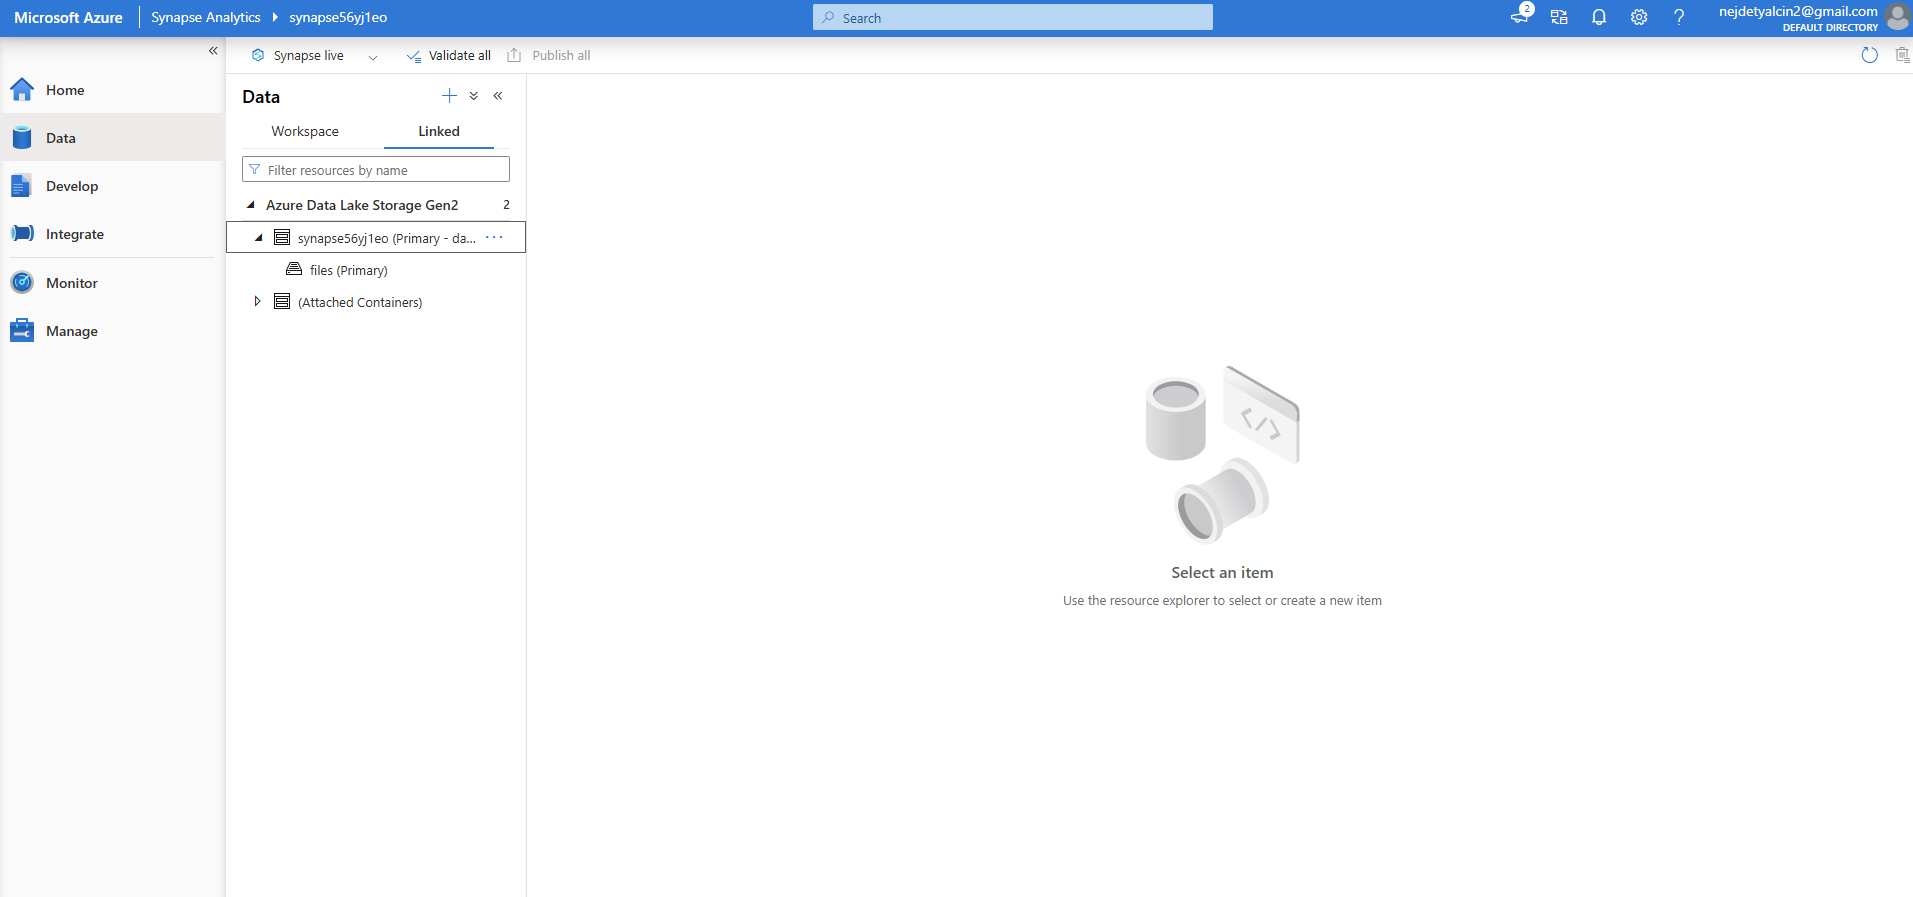 Microsoft Azure
Synapse Analytics
synapse56yj1eo
Search
2
nejdetyalcin2@gmail.com
DEFAULT DIRECTORY
Synapse live
Validate all
Publish all
Home
Data
Develop
Integrate
Monitor
Manage
Data
Workspace
Linked
Filter resources by name
Azure Data Lake Storage Gen2 2
synapse56yj1eo (Primary - da...
files (Primary)
(Attached Containers)
</>
Select an item
Use the resource explorer to select or create a new item